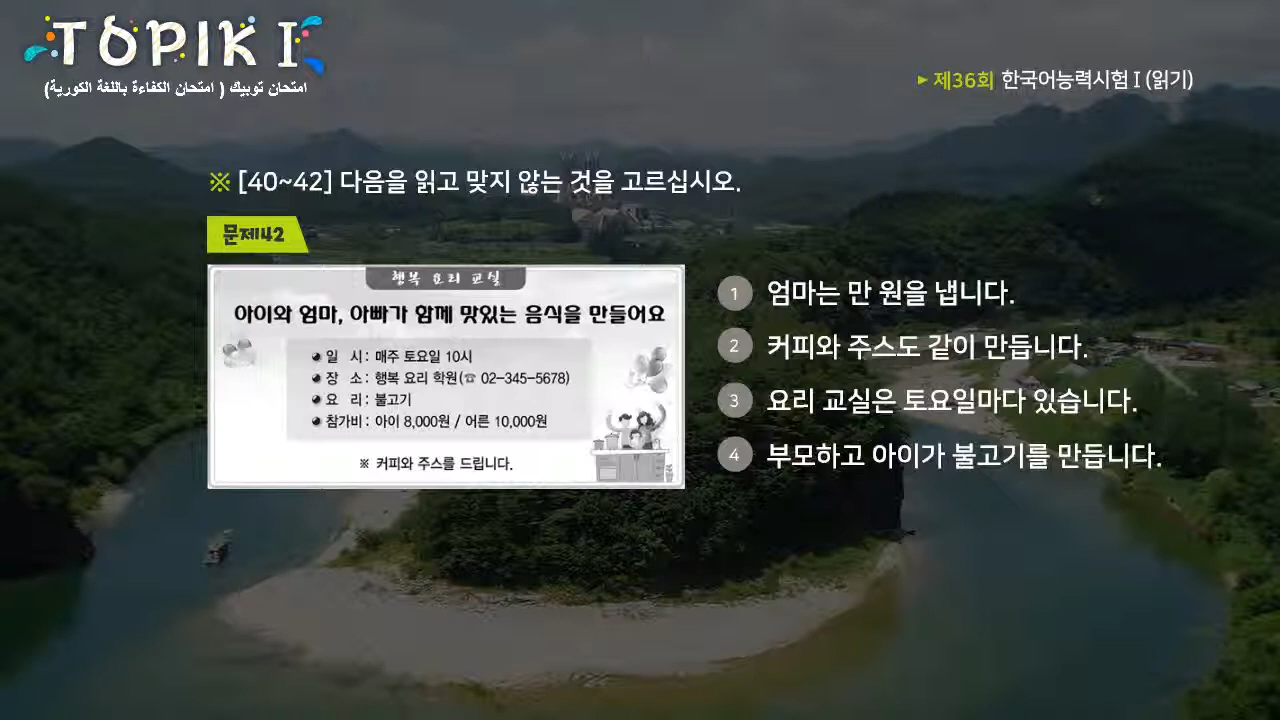 TOPIK I
امتحان توبيك ( امتحان الكفاءة باللغة الكورية)
▸ 제36회 한국어능력시험 I (읽기)
※ [40~42] 다음을 읽고 맞지 않는 것을 고르십시오.
문제42
행복 요리 교실
아이와 엄마, 아빠가 함께 맛있는 음식을 만들어요
일 시 : 매주 토요일 10시
장 소 : 행복 요리 학원(☎ 02-345-5678)
요 리 : 불고기
참가비 : 아이 8,000원 / 어른 10,000원
※ 커피와 주스를 드립니다.
1 엄마는 만 원을 냅니다.
2 커피와 주스도 같이 만듭니다.
3 요리 교실은 토요일마다 있습니다.
4 부모하고 아이가 불고기를 만듭니다.